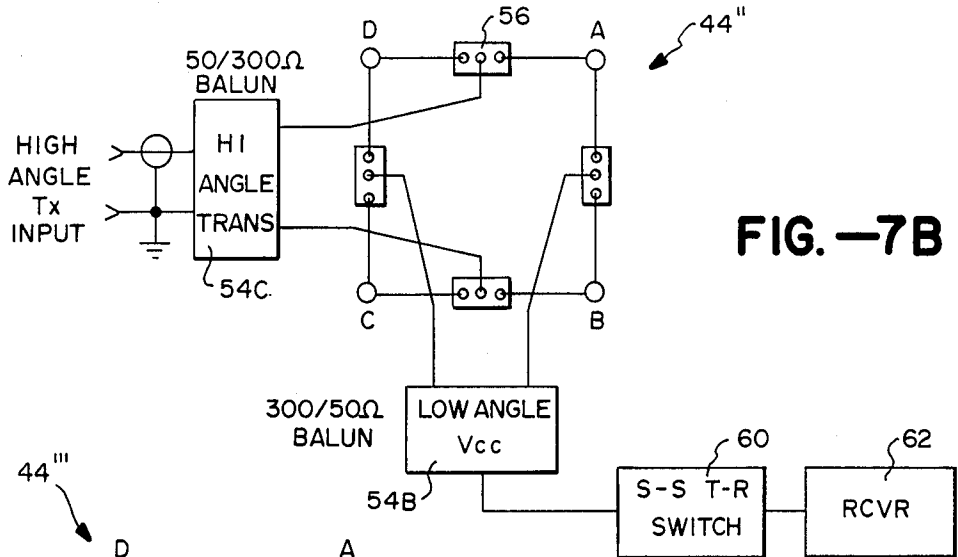 D
56
A
44"
50/300Ω
BALUN
HIGH
ANGLE
Tx
INPUT
HI
ANGLE
TRANS
54C.
FIG.—7B
C
B
300/50Ω
BALUN
LOW ANGLE
Vcc
54B
60
62
S-S T-R
SWITCH
RCVR
44'''
D
A